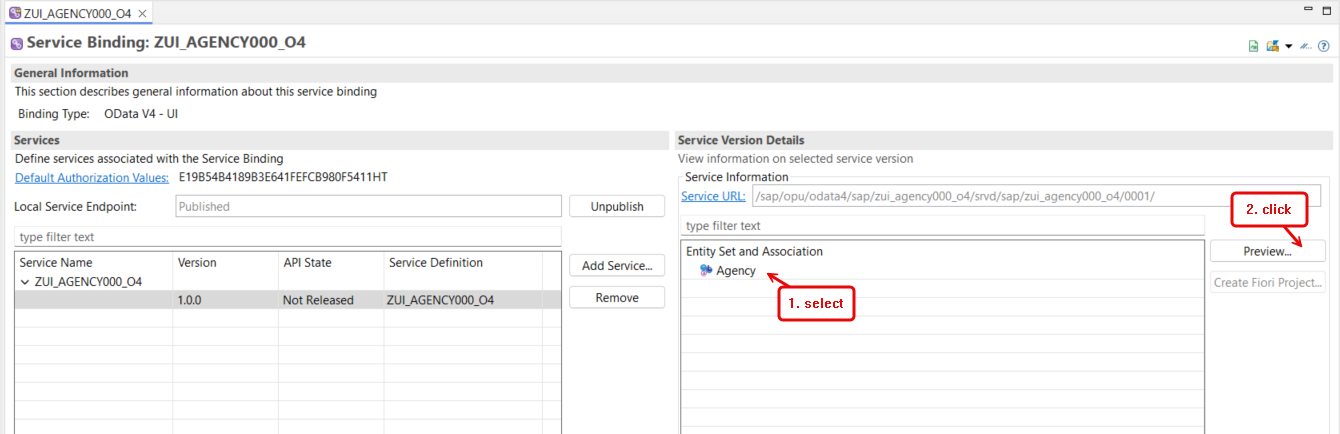 ZUI_AGENCY000_O4
Service Binding: ZUI_AGENCY000_O4
General Information
This section describes general information about this service binding
Binding Type: OData V4 - UI
Services
Define services associated with the Service Binding
Default Authorization Values: E19B54B4189B3E641FEFCB980F5411HT
Local Service Endpoint: Published Unpublish
type filter text
Service Name Version API State Service Definition
ZUI_AGENCY000_O4
1.0.0 Not Released ZUI_AGENCY000_O4
Add Service...
Remove
Service Version Details
View information on selected service version
Service Information
Service URL: /sap/opu/odata4/sap/zui_agency000_o4/srvd/sap/zui_agency000_o4/0001/
type filter text
Entity Set and Association
Agency
1. select
2. click
Preview...
Create Fiori Project...